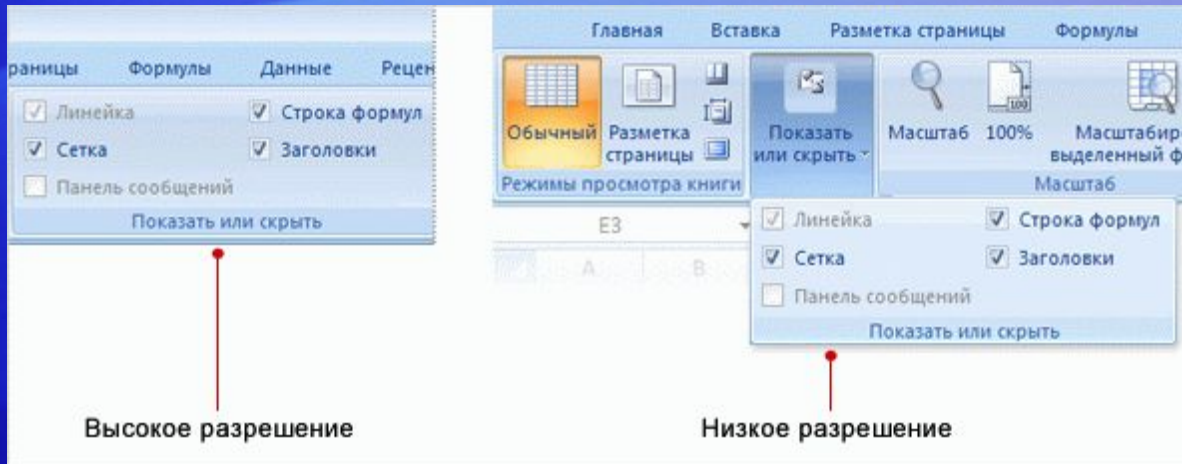 раницы Формулы Данные Рецен
Линейка Строка формул
Сетка Заголовки
Панель сообщений
Показать или скрыть
Высокое разрешение
Главная Вставка Разметка страницы Формулы
Обычный Разметка страницы Показать или скрыть Масштаб 100% Масштабир выделенный ф
Режимы просмотра книги Масштаб
E3
A B
Линейка Строка формул
Сетка Заголовки
Панель сообщений
Показать или скрыть
Низкое разрешение